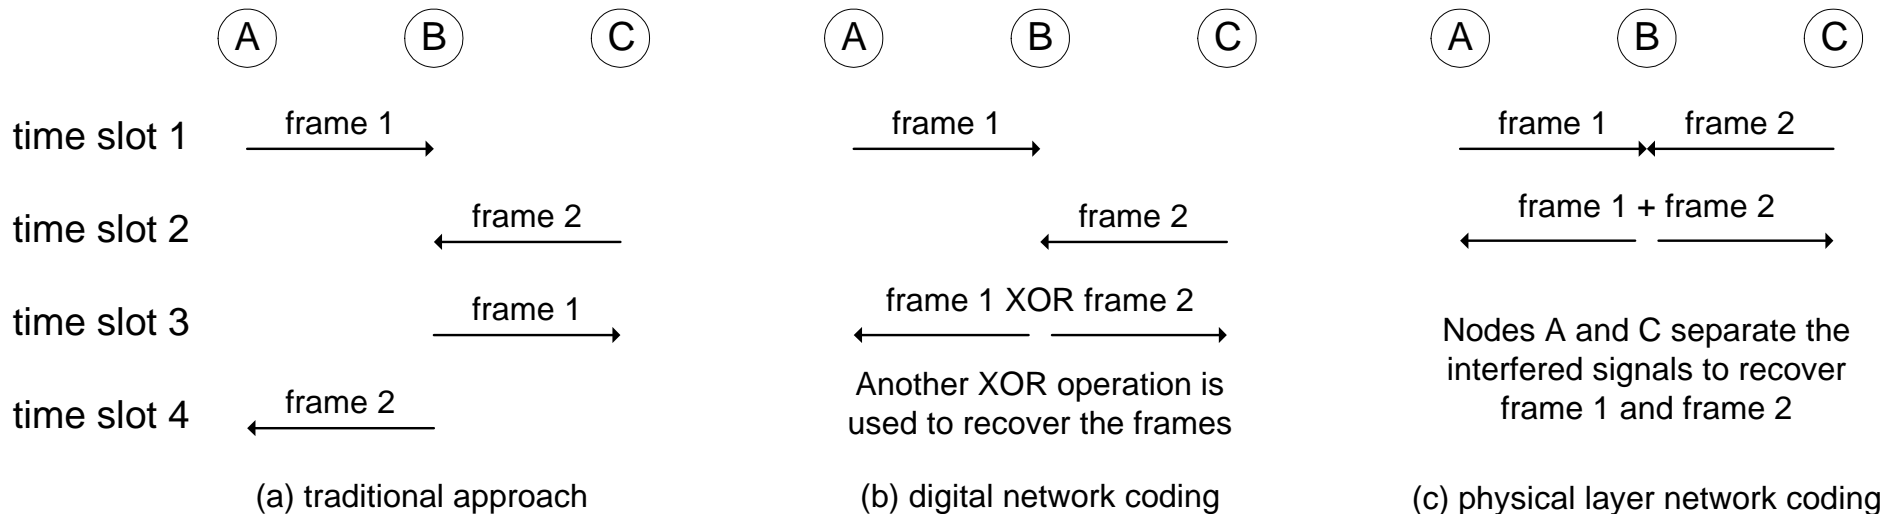 A B C A B C A B C
time slot 1 frame 1 frame 1 frame 1 frame 2
time slot 2 frame 2 frame 2 frame 1 + frame 2
time slot 3 frame 1 frame 1 XOR frame 2
Nodes A and C separate the
interfered signals to recover
frame 1 and frame 2
Another XOR operation is
used to recover the frames
time slot 4 frame 2
(a) traditional approach (b) digital network coding (c) physical layer network coding